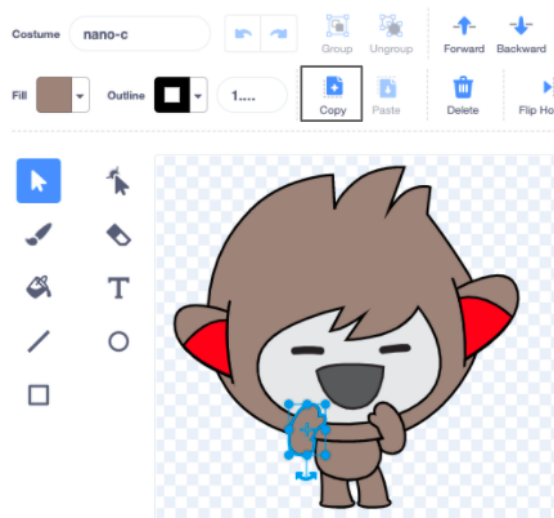 Costume nano-c
Group Ungroup Forward Backward
Fill Outline 1....
Copy Paste Delete Flip Ho
T